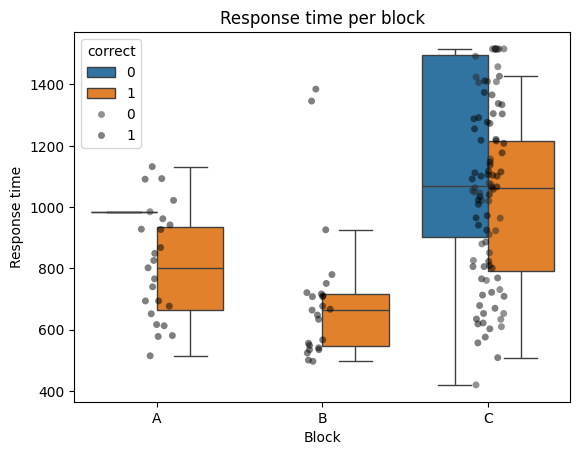 Response time per block
correct
0
1
0
1
1400
1200
1000
800
600
400
Response time
A B C
Block